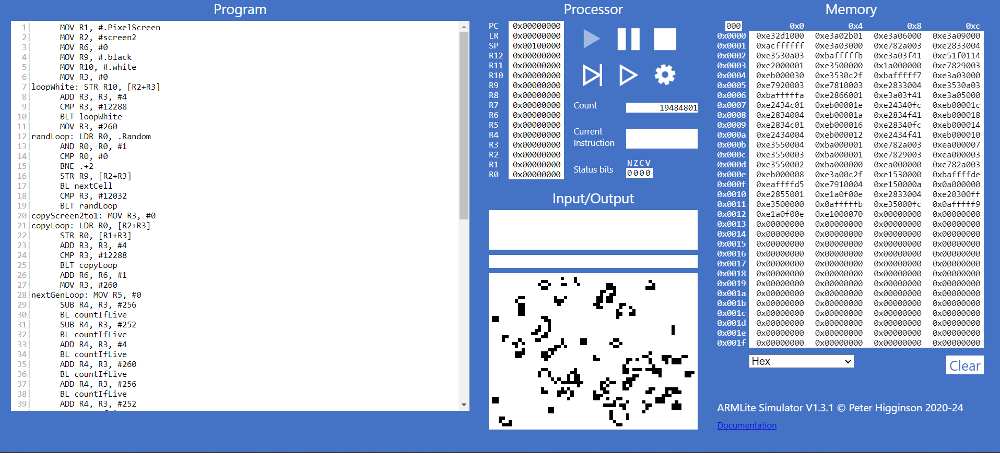 Program
1| MOV R1, #.PixelScreen
2| MOV R2, #screen2
3| MOV R6, #0
4| MOV R9, #.black
5| MOV R10, #.white
6| MOV R3, #0
7|loopWhite: STR R10, [R2+R3]
8| ADD R3, R3, #4
9| CMP R3, #12288
10| BLT loopWhite
11| MOV R3, #260
12|randLoop: LDR R0, .Random
13| AND R0, R0, #1
14| CMP R0, #0
15| BNE .+2
16| STR R9, [R2+R3]
17| BL nextCell
18| CMP R3, #12032
19| BLT randLoop
20|copyScreen2to1: MOV R3, #0
21|copyLoop: LDR R0, [R2+R3]
22| STR R0, [R1+R3]
23| ADD R3, R3, #4
24| CMP R3, #12288
25| BLT copyLoop
26| ADD R6, R6, #1
27| MOV R3, #260
28|nextGenLoop: MOV R5, #0
29| SUB R4, R3, #256
30| BL countIfLive
31| SUB R4, R3, #252
32| BL countIfLive
33| ADD R4, R3, #4
34| BL countIfLive
35| ADD R4, R3, #260
36| BL countIfLive
37| ADD R4, R3, #256
38| BL countIfLive
39| ADD R4, R3, #252
Processor
PC 0x00000000
LR 0x00000000
SP 0x00100000
R12 0x00000000
R11 0x00000000
R10 0x00000000
R9 0x00000000
R8 0x00000000
R7 0x00000000
R6 0x00000000
R5 0x00000000
R4 0x00000000
R3 0x00000000
R2 0x00000000
R1 0x00000000
R0 0x00000000
Count 19484801
Current
Instruction
NZCV
Status bits 0000
Input/Output
Memory
000 0x0 0x4 0x8 0xc
0x0000 0xe32d1000 0xe3a02b01 0xe3a06000 0xe3a09000
0x0001 0xacffffff 0xe3a03000 0xe782a003 0xe2833004
0x0002 0xe3530a03 0xbafffffb 0xe3a03f41 0xe51f0114
0x0003 0xe2000001 0xe3500000 0x1a000000 0xe7829003
0x0004 0xeb000030 0xe3530c2f 0xbafffff7 0xe3a03000
0x0005 0xe7920003 0xe7810003 0xe2833004 0xe3530a03
0x0006 0xbafffffa 0xe2866001 0xe3a03f41 0xe3a05000
0x0007 0xe2434c01 0xeb00001e 0xe24340fc 0xeb00001c
0x0008 0xe2834004 0xeb00001a 0xe2834f41 0xeb000018
0x0009 0xe2834c01 0xeb000016 0xe28340fc 0xeb000014
0x000a 0xe2434004 0xeb000012 0xe2434f41 0xeb000010
0x000b 0xe3550004 0xba000001 0xe782a003 0xea000007
0x000c 0xe3550003 0xba000001 0xe7829003 0xea000003
0x000d 0xe3550002 0xba000000 0xea000000 0xe782a003
0x000e 0xeb000008 0xe3a00c2f 0xe1530000 0xbaffffde
0x000f 0xeaffffd5 0xe7910004 0xe150000a 0x0a000000
0x0010 0xe2855001 0xe1a0f00e 0xe2833004 0xe20300ff
0x0011 0xe3500000 0x0afffffb 0xe35000fc 0x0afffff9
0x0012 0xe1a0f00e 0xe1000070 0x00000000 0x00000000
0x0013 0x00000000 0x00000000 0x00000000 0x00000000
0x0014 0x00000000 0x00000000 0x00000000 0x00000000
0x0015 0x00000000 0x00000000 0x00000000 0x00000000
0x0016 0x00000000 0x00000000 0x00000000 0x00000000
0x0017 0x00000000 0x00000000 0x00000000 0x00000000
0x0018 0x00000000 0x00000000 0x00000000 0x00000000
0x0019 0x00000000 0x00000000 0x00000000 0x00000000
0x001a 0x00000000 0x00000000 0x00000000 0x00000000
0x001b 0x00000000 0x00000000 0x00000000 0x00000000
0x001c 0x00000000 0x00000000 0x00000000 0x00000000
0x001d 0x00000000 0x00000000 0x00000000 0x00000000
0x001e 0x00000000 0x00000000 0x00000000 0x00000000
0x001f 0x00000000 0x00000000 0x00000000 0x00000000
Hex
Clear
ARMLite Simulator V1.3.1 © Peter Higginson 2020-24
Documentation